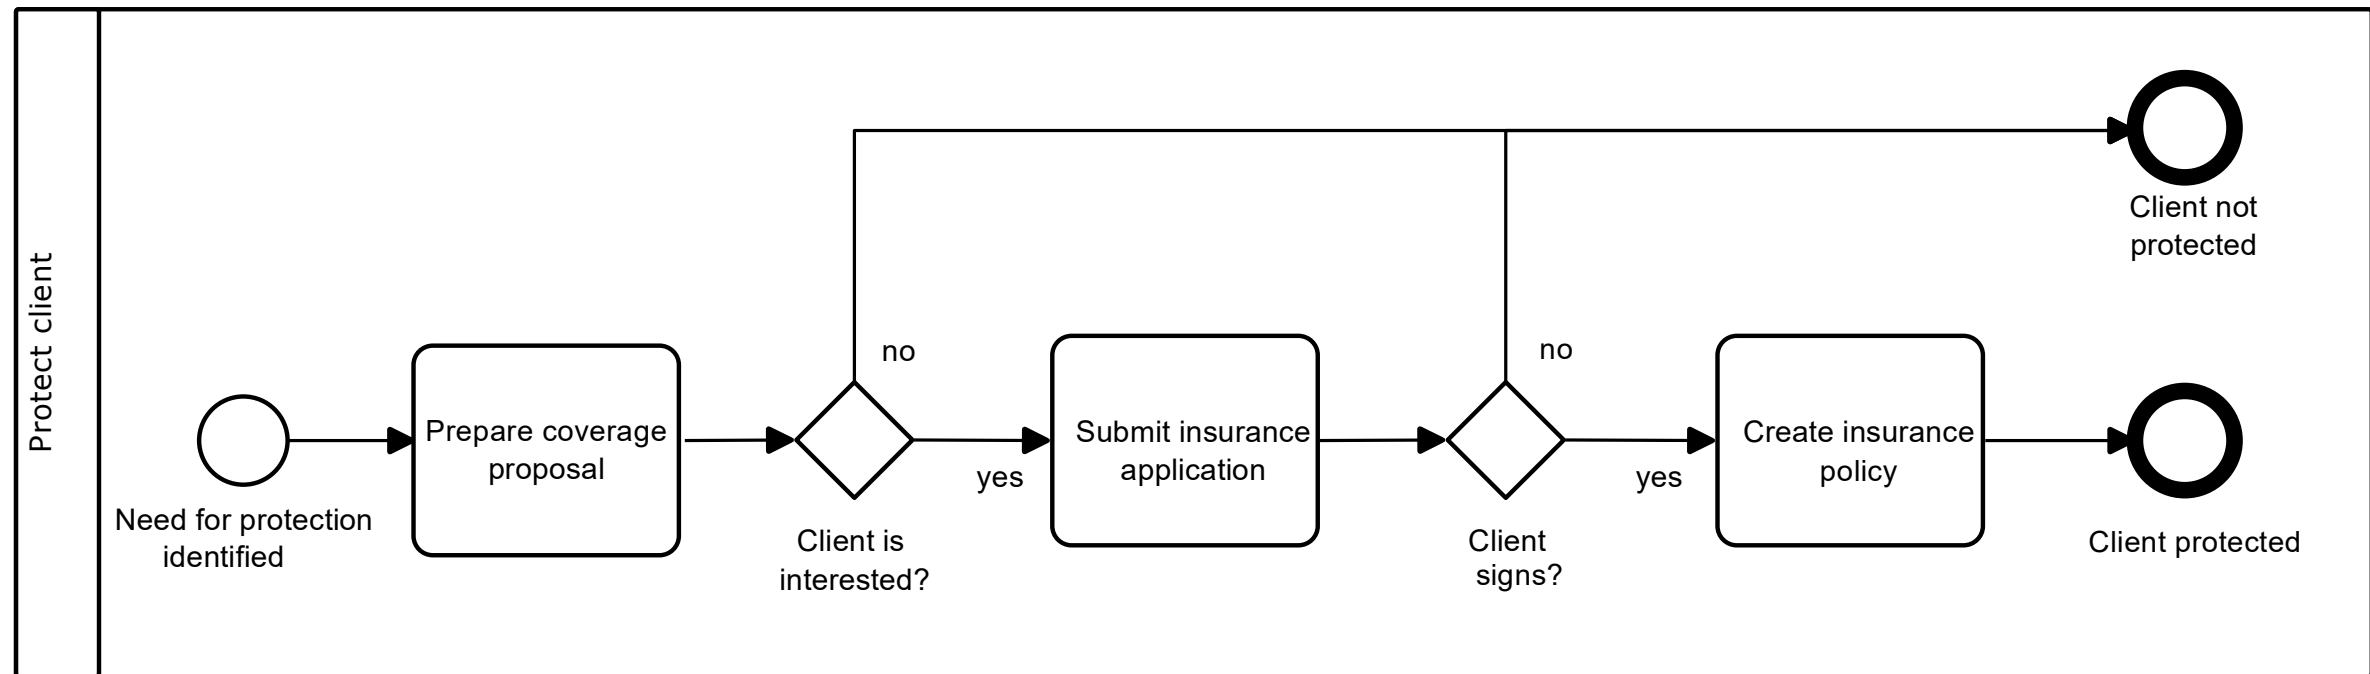 Protect client
Need for protection
identified
Prepare coverage
proposal
no
Client is
interested?
yes
Submit insurance
application
no
Client
signs?
yes
Create insurance
policy
Client not
protected
Client protected